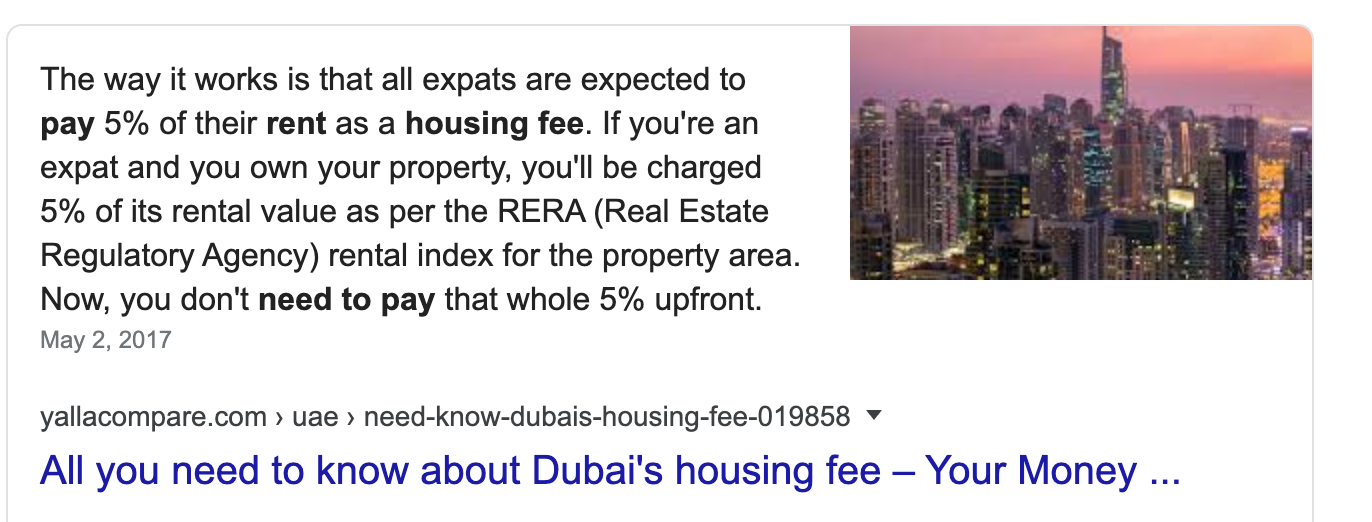 The way it works is that all expats are expected to
pay 5% of their rent as a housing fee. If you're an
expat and you own your property, you'll be charged
5% of its rental value as per the RERA (Real Estate
Regulatory Agency) rental index for the property area.
Now, you don't need to pay that whole 5% upfront.
May 2, 2017
yallacompare.com › uae › need-know-dubais-housing-fee-019858
All you need to know about Dubai's housing fee – Your Money ...